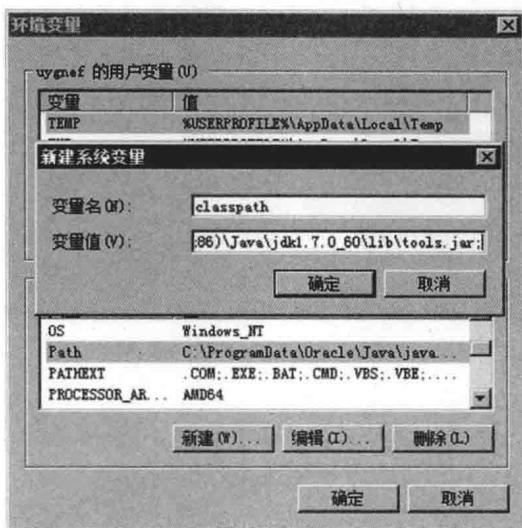 环境变量
uygnef 的用户变量(U)
变量 值
TEMP %USERPROFILE%\AppData\Local\Temp
新建系统变量
变量名(N): classpath
变量值(V): :86)\Java\jdk1.7.0_60\lib\tools.jar;
确定 取消
OS Windows_NT
Path C:\ProgramData\Oracle\Java\java...
PATHEXT .COM;.EXE;.BAT;.CMD;.VBS;.VBE;....
PROCESSOR_AR... AMD64
新建(W)... 编辑(I)... 删除(L)
确定 取消